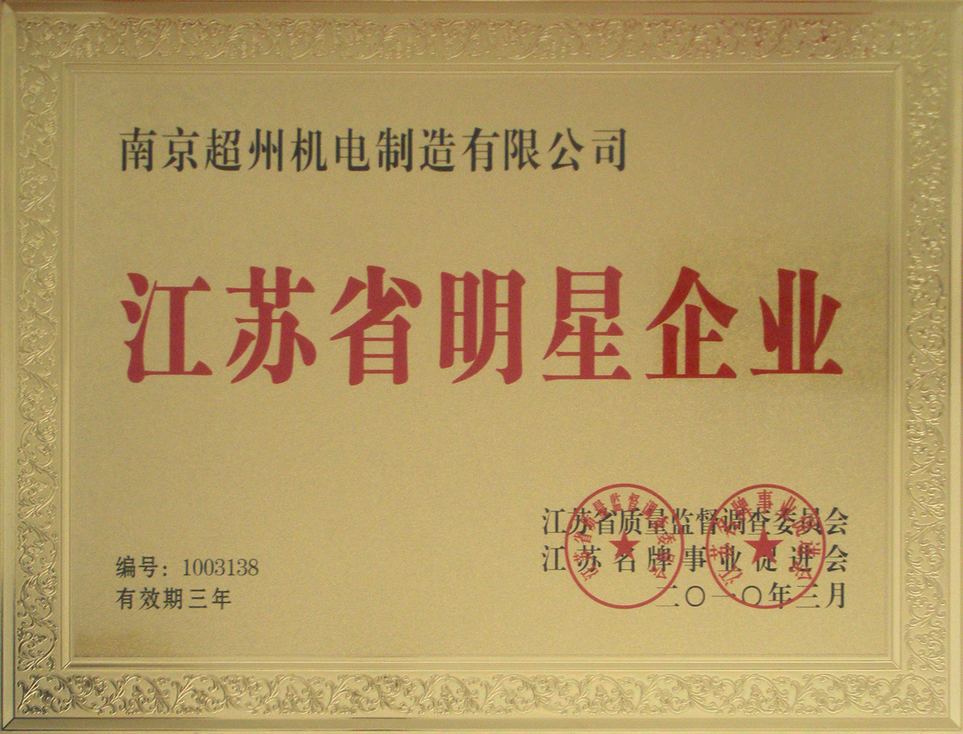 南京超州机电制造有限公司
江苏省明星企业
江苏省质量监督调查委员会
江苏名牌事业促进会
二〇一〇年三月
编号：1003138
有效期三年